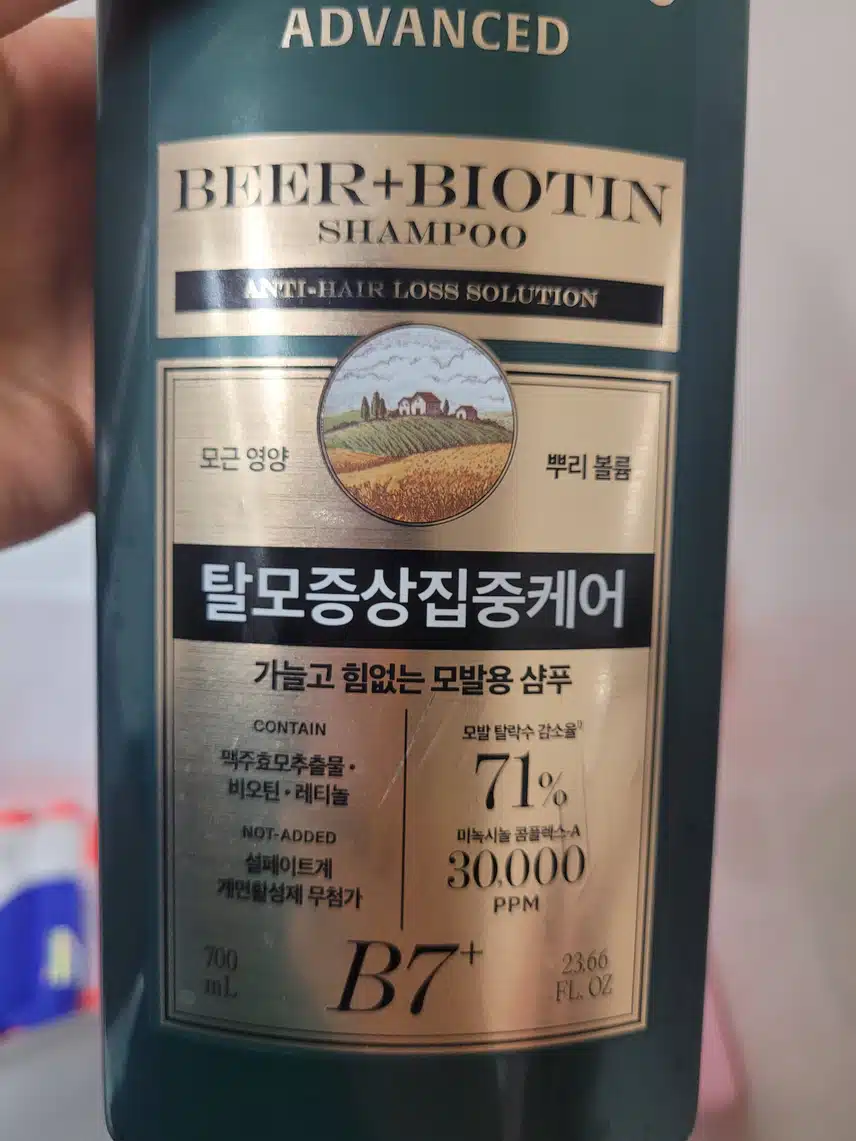 ADVANCED
BEER+BIOTIN
SHAMPOO
ANTI-HAIR LOSS SOLUTION
모근 영양
뿌리 볼륨
탈모증상집중케어
가늘고 힘없는 모발용 샴푸
CONTAIN
맥주효모추출물•
비오틴•레티놀
NOT-ADDED
설페이트계
계면활성제 무첨가
모발 탈락수 감소율
71%
미녹시놀 콤플렉스-A
30,000
PPM
700
mL
B7+
23.66
FL. OZ